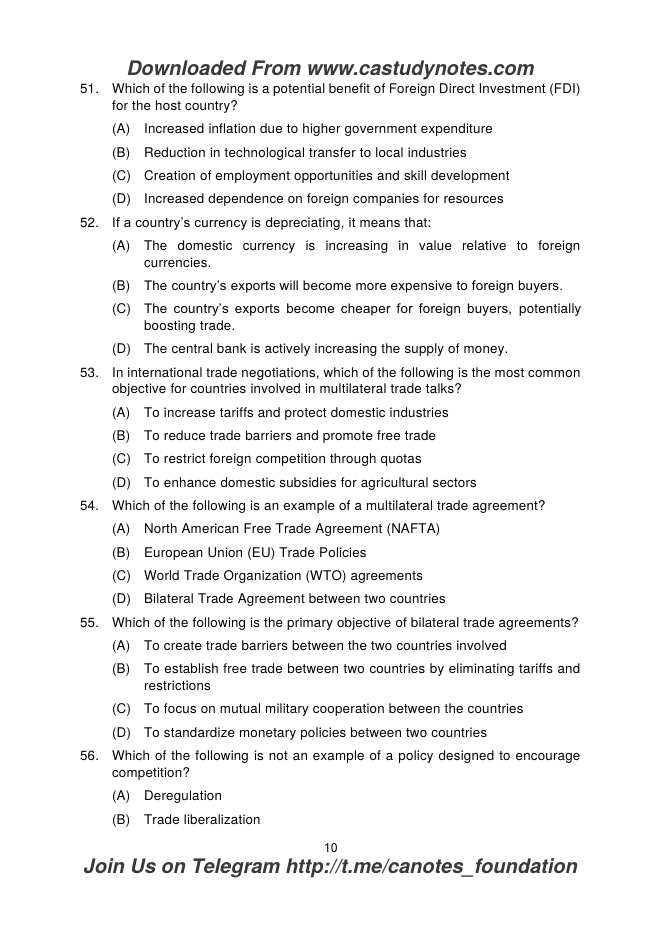 Downloaded From www.castudynotes.com
51. Which of the following is a potential benefit of Foreign Direct Investment (FDI)
for the host country?
(A) Increased inflation due to higher government expenditure
(B) Reduction in technological transfer to local industries
(C) Creation of employment opportunities and skill development
(D) Increased dependence on foreign companies for resources
52. If a country's currency is depreciating, it means that:
(A) The domestic currency is increasing in value relative to foreign
currencies.
(B) The country's exports will become more expensive to foreign buyers.
(C) The country's exports become cheaper for foreign buyers, potentially
boosting trade.
(D) The central bank is actively increasing the supply of money.
53. In international trade negotiations, which of the following is the most common
objective for countries involved in multilateral trade talks?
(A) To increase tariffs and protect domestic industries
(B) To reduce trade barriers and promote free trade
(C) To restrict foreign competition through quotas
(D) To enhance domestic subsidies for agricultural sectors
54. Which of the following is an example of a multilateral trade agreement?
(A) North American Free Trade Agreement (NAFTA)
(B) European Union (EU) Trade Policies
(C) World Trade Organization (WTO) agreements
(D) Bilateral Trade Agreement between two countries
55. Which of the following is the primary objective of bilateral trade agreements?
(A) To create trade barriers between the two countries involved
(B) To establish free trade between two countries by eliminating tariffs and
restrictions
(C) To focus on mutual military cooperation between the countries
(D) To standardize monetary policies between two countries
56. Which of the following is not an example of a policy designed to encourage
competition?
(A) Deregulation
(B) Trade liberalization
10
Join Us on Telegram http://t.me/canotes_foundation